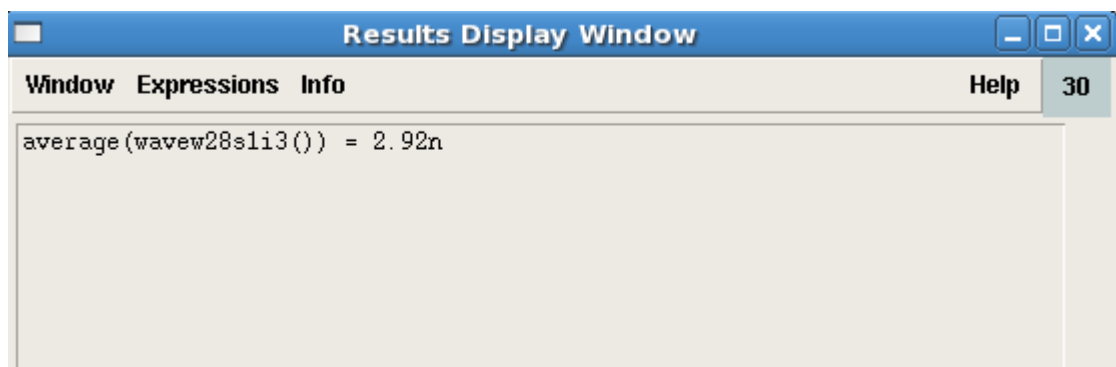 Results Display Window
Window Expressions Info Help 30
average(wavew28s1i3()) = 2.92n